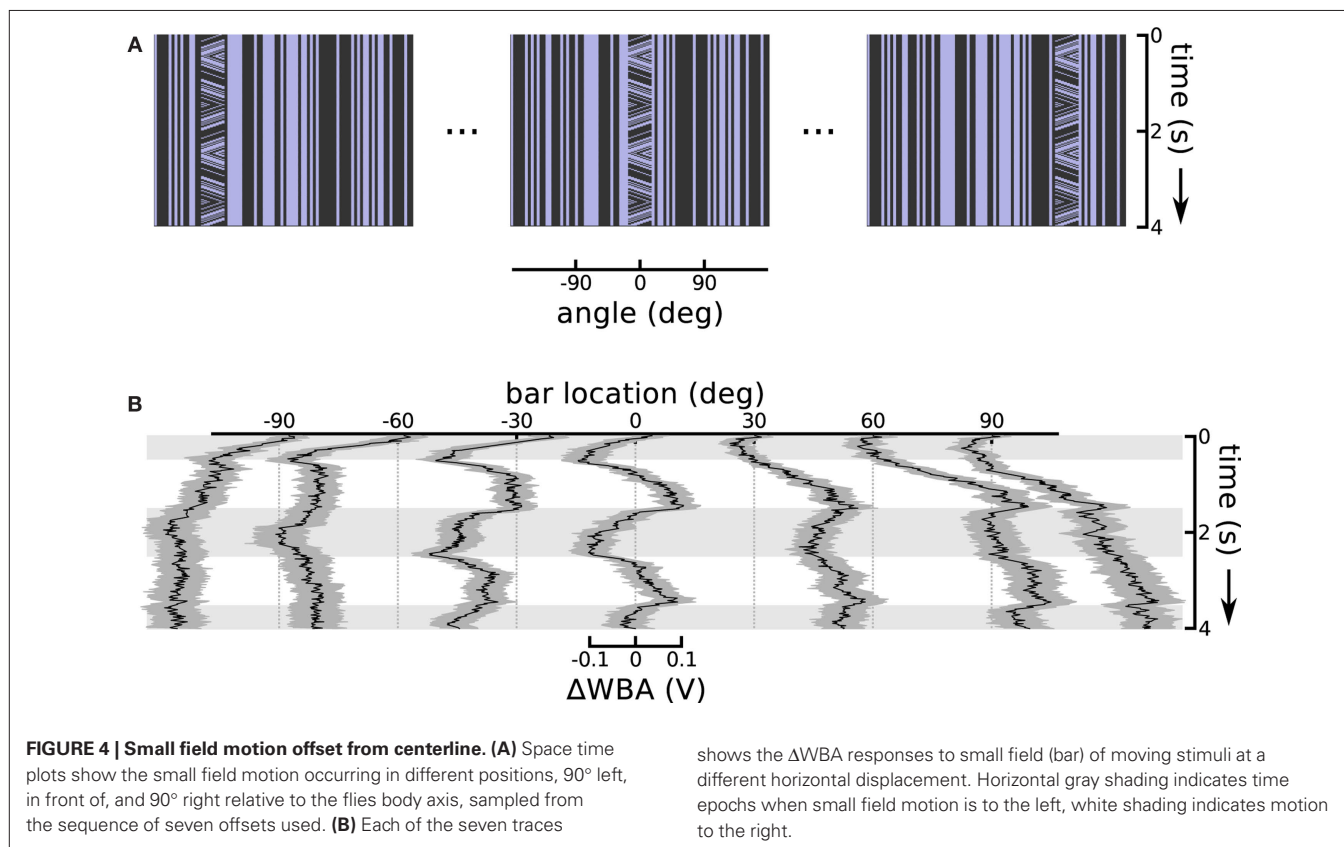 A
0
2
4
time (s)
...
...
-90 0 90
angle (deg)
B
bar location (deg)
-90 -60 -30 0 30 60 90
0
2
4
time (s)
-0.1 0 0.1
ΔWBA (V)
FIGURE 4 | Small field motion offset from centerline. (A) Space time
plots show the small field motion occurring in different positions, 90° left,
in front of, and 90° right relative to the flies body axis, sampled from
the sequence of seven offsets used. (B) Each of the seven traces
shows the ΔWBA responses to small field (bar) of moving stimuli at a
different horizontal displacement. Horizontal gray shading indicates time
epochs when small field motion is to the left, white shading indicates motion
to the right.